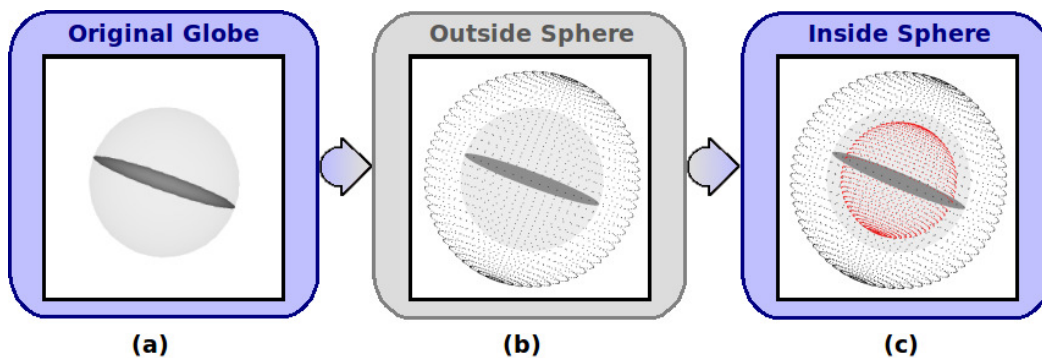 Original Globe
Outside Sphere
Inside Sphere
(a)
(b)
(c)